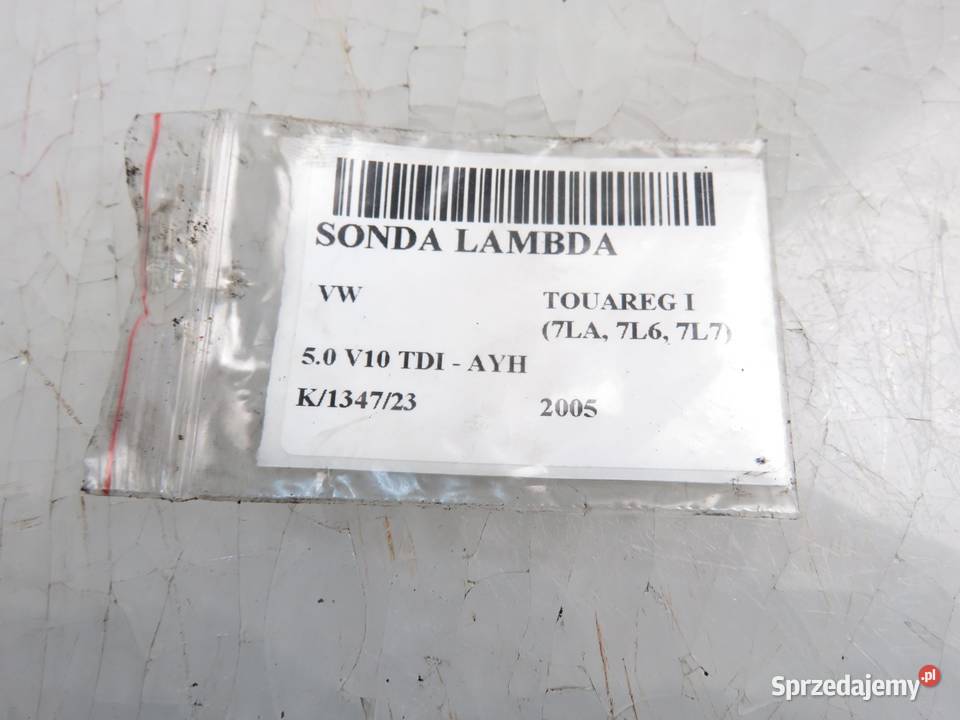 SONDA LAMBDA
VW
TOUAREG I
(7LA, 7L6, 7L7)
5.0 V10 TDI - AYH
K/1347/23
2005
Sprzedajemy.pl